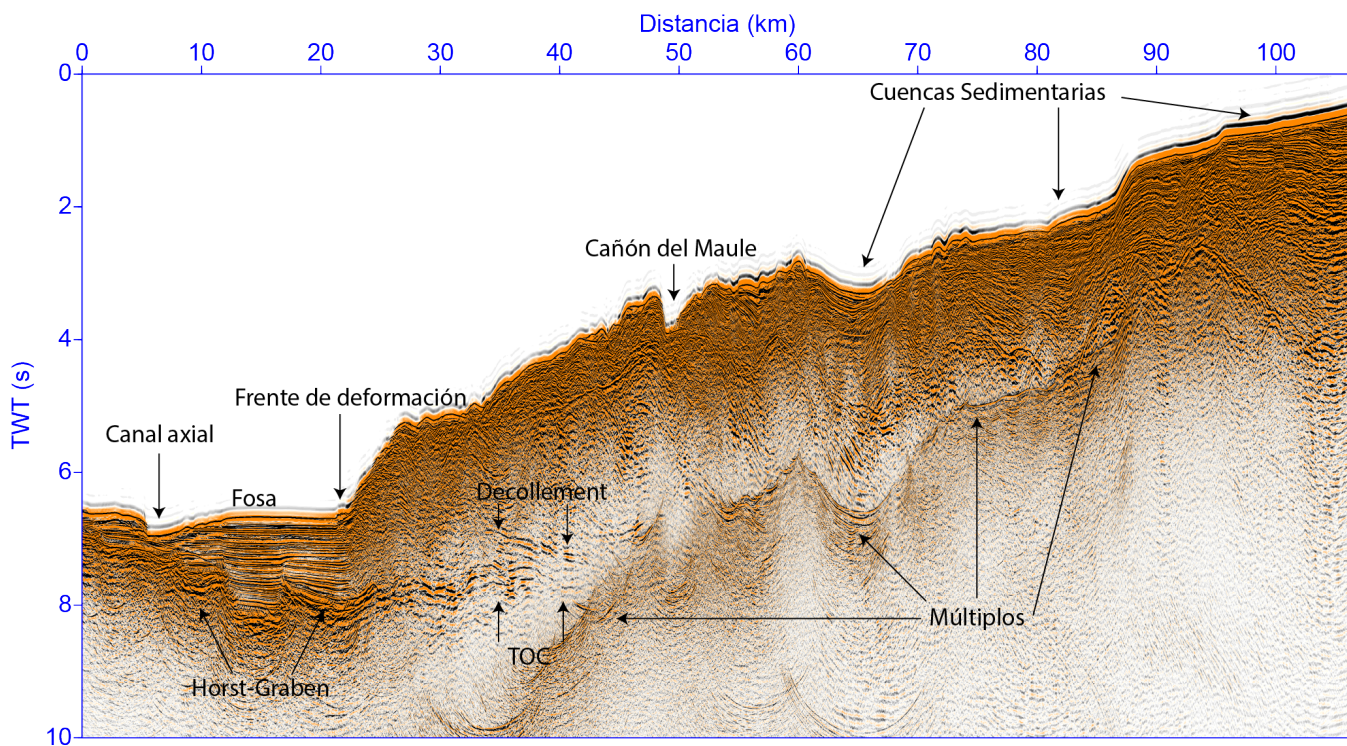 Distancia (km)
0 10 20 30 40 50 60 70 80 90 100
0
Cuencas Sedimentarias
2
Cañón del Maule
4
TWT (s)
Frente de deformación
Canal axial
6
Fosa
Decollement
8
Múltiplos
TOC
Horst-Graben
10